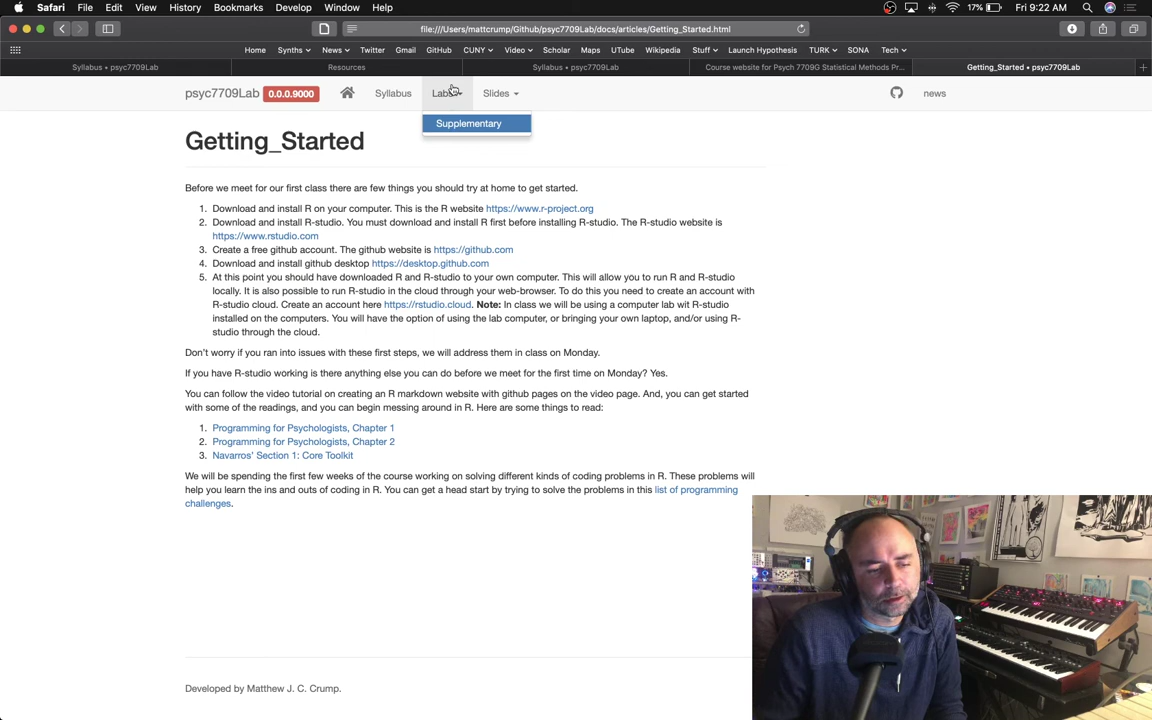 Safari File Edit View History Bookmarks Develop Window Help 17% Fri 9:22 AM
file:///Users/mattcrump/Github/psyc7709Lab/docs/articles/Getting_Started.html
Home Synths News Twitter Gmail GitHub CUNY Video Scholar Maps UTube Wikipedia Stuff Launch Hypothesis TURK SONA Tech
Syllabus • psyc7709Lab Resources Syllabus • psyc7709Lab Course website for Psych 7709G Statistical Methods Pr... Getting_Started • psyc7709Lab
psyc7709Lab 0.0.0.9000 Syllabus Slides news
Supplementary
Getting_Started
Before we meet for our first class there are few things you should try at home to get started.
1. Download and install R on your computer. This is the R website https://www.r-project.org
2. Download and install R-studio. You must download and install R first before installing R-studio. The R-studio website is
https://www.rstudio.com
3. Create a free github account. The github website is https://github.com
4. Download and install github desktop https://desktop.github.com
5. At this point you should have downloaded R and R-studio to your own computer. This will allow you to run R and R-studio
locally. It is also possible to run R-studio in the cloud through your web-browser. To do this you need to create an account with
R-studio cloud. Create an account here https://rstudio.cloud. Note: In class we will be using a computer lab wit R-studio
installed on the computers. You will have the option of using the lab computer, or bringing your own laptop, and/or using R-
studio through the cloud.
Don't worry if you ran into issues with these first steps, we will address them in class on Monday.
If you have R-studio working is there anything else you can do before we meet for the first time on Monday? Yes.
You can follow the video tutorial on creating an R markdown website with github pages on the video page. And, you can get started
with some of the readings, and you can begin messing around in R. Here are some things to read:
1. Programming for Psychologists, Chapter 1
2. Programming for Psychologists, Chapter 2
3. Navarros' Section 1: Core Toolkit
We will be spending the first few weeks of the course working on solving different kinds of coding problems in R. These problems will
help you learn the ins and outs of coding in R. You can get a head start by trying to solve the problems in this list of programming
challenges.
Developed by Matthew J. C. Crump.